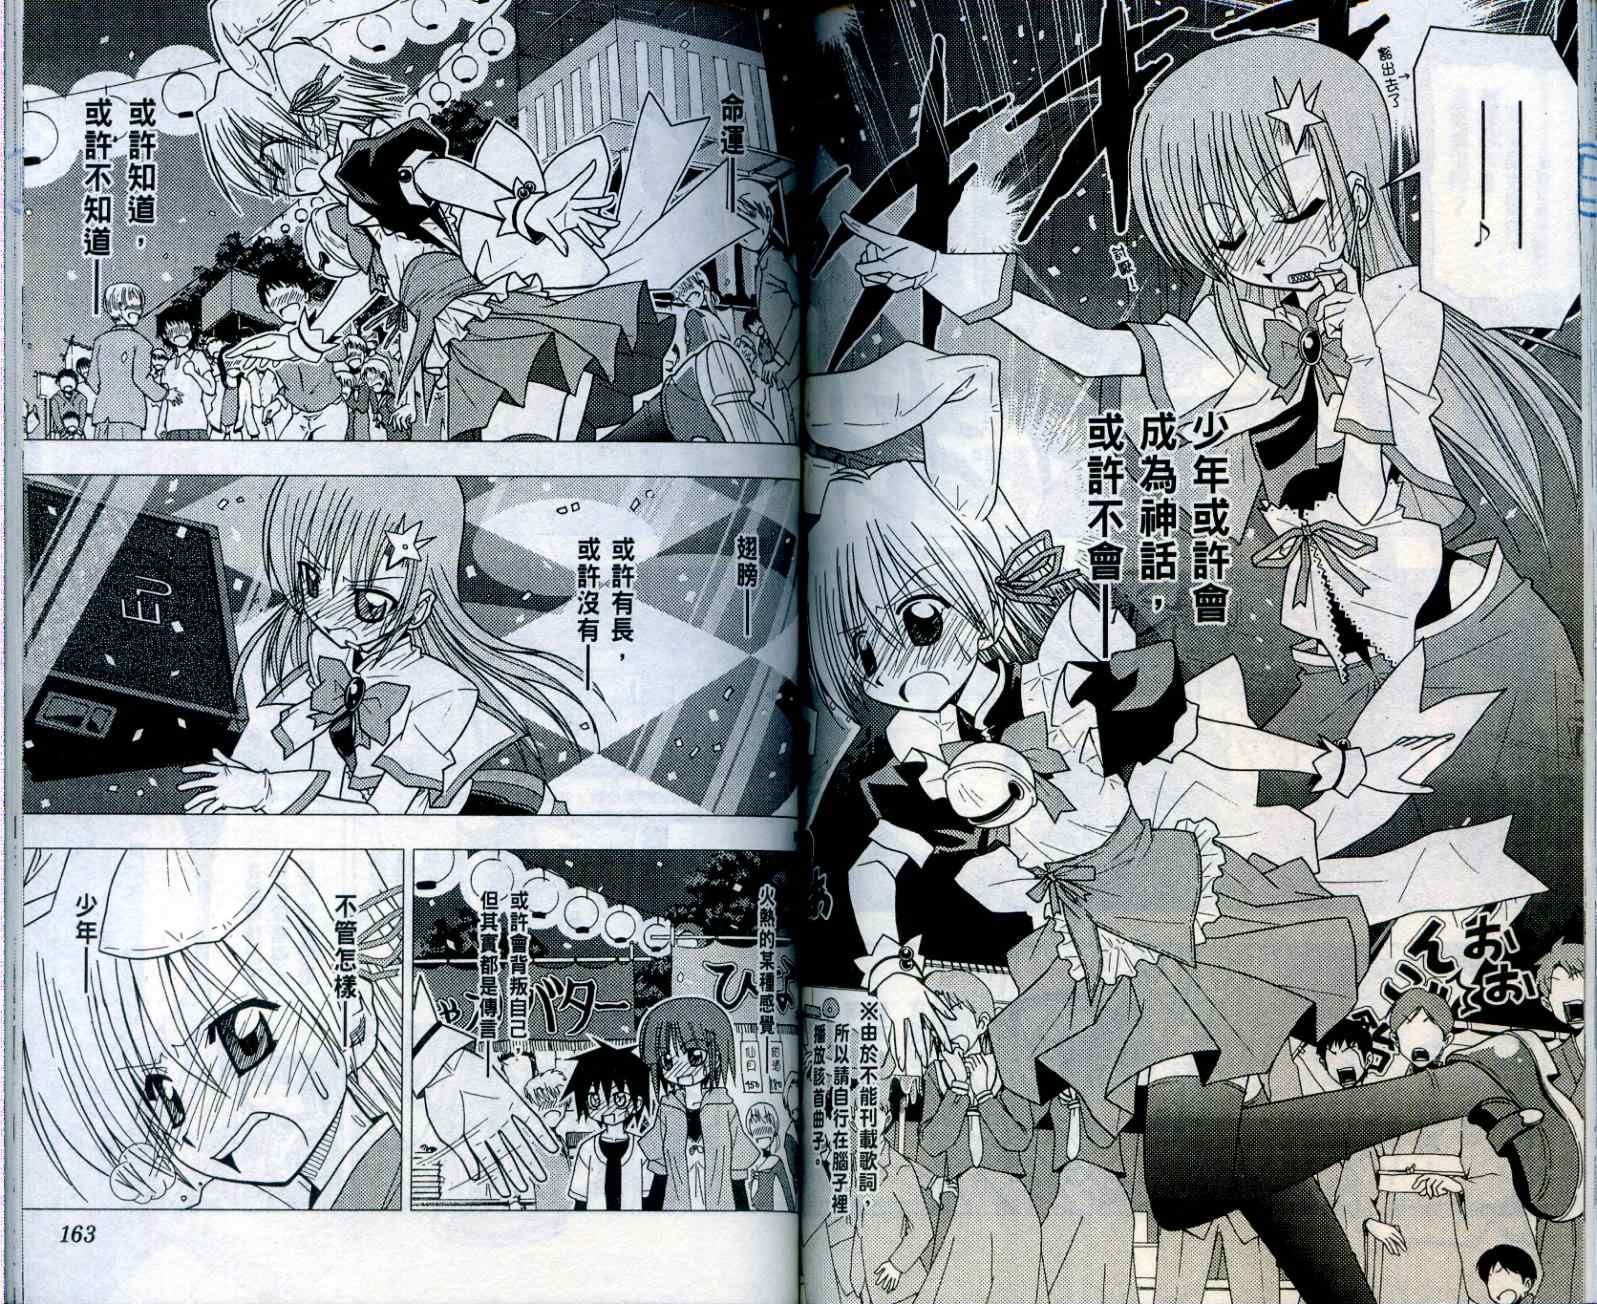 豁出去了→
♪
討厭！
少年或許會
成為神話，
或許不會——
おお
※由於不能刊載歌詞，
所以請自行在腦子裡
播放該首曲子。
命運——
或許知道，
或許不知道——
翅膀——
或許有長，
或許沒有——
EU
火熱的某種感覺——
或許會背叛自己，
但其實都是傳言——
バター
ひ
不管怎樣——
少年——
163